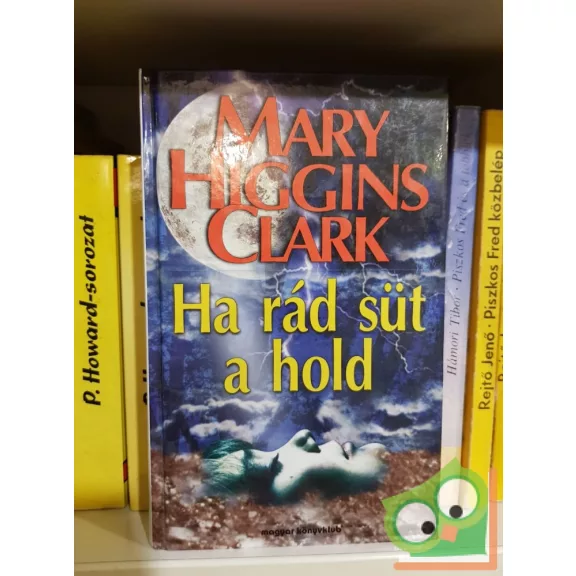 MARY
HIGGINS
CLARK
Ha rád süt
a hold
magyar könyvklub
P. Howard-sorozat
Hámori Tibor · Piszkos Fred
Rejtő Jenő · Piszkos Fred közbelép